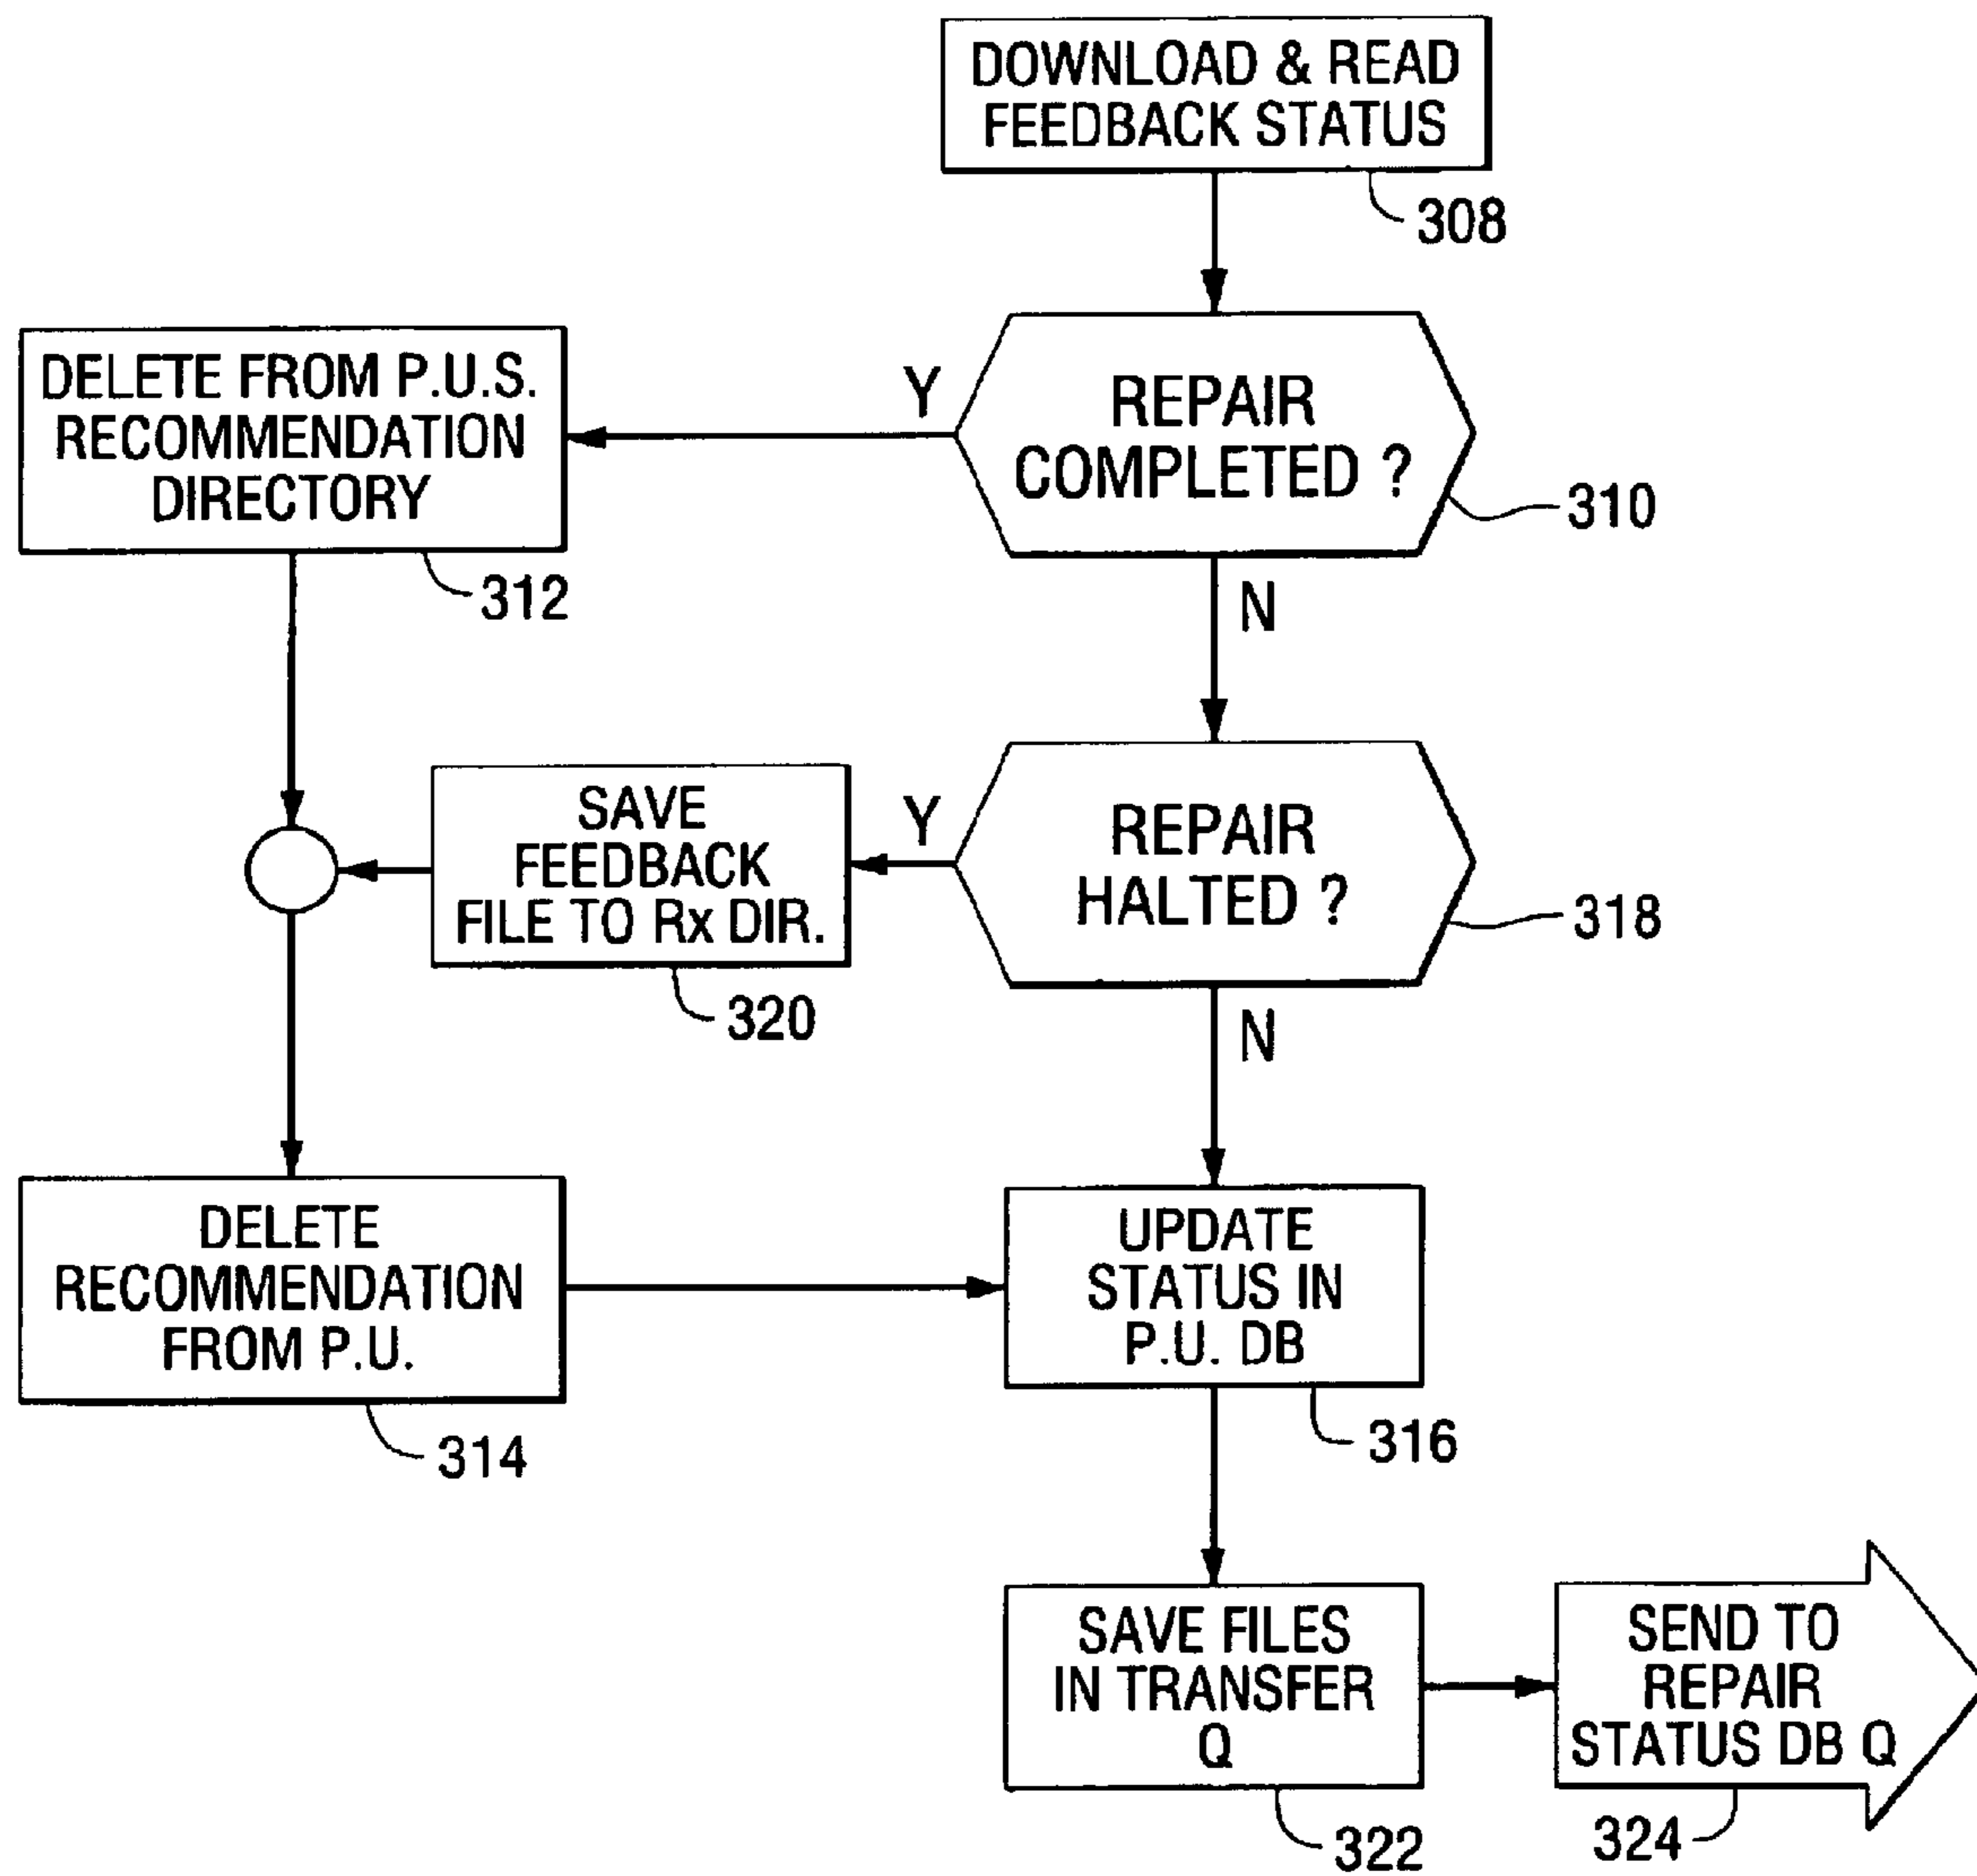 DOWNLOAD & READ
FEEDBACK STATUS
308
DELETE FROM P.U.S.
RECOMMENDATION
DIRECTORY
312
Y
REPAIR
COMPLETED ?
310
N
SAVE
FEEDBACK
FILE TO Rx DIR.
320
Y
REPAIR
HALTED ?
318
N
DELETE
RECOMMENDATION
FROM P.U.
314
UPDATE
STATUS IN
P.U. DB
316
SAVE FILES
IN TRANSFER
Q
322
SEND TO
REPAIR
STATUS DB Q
324